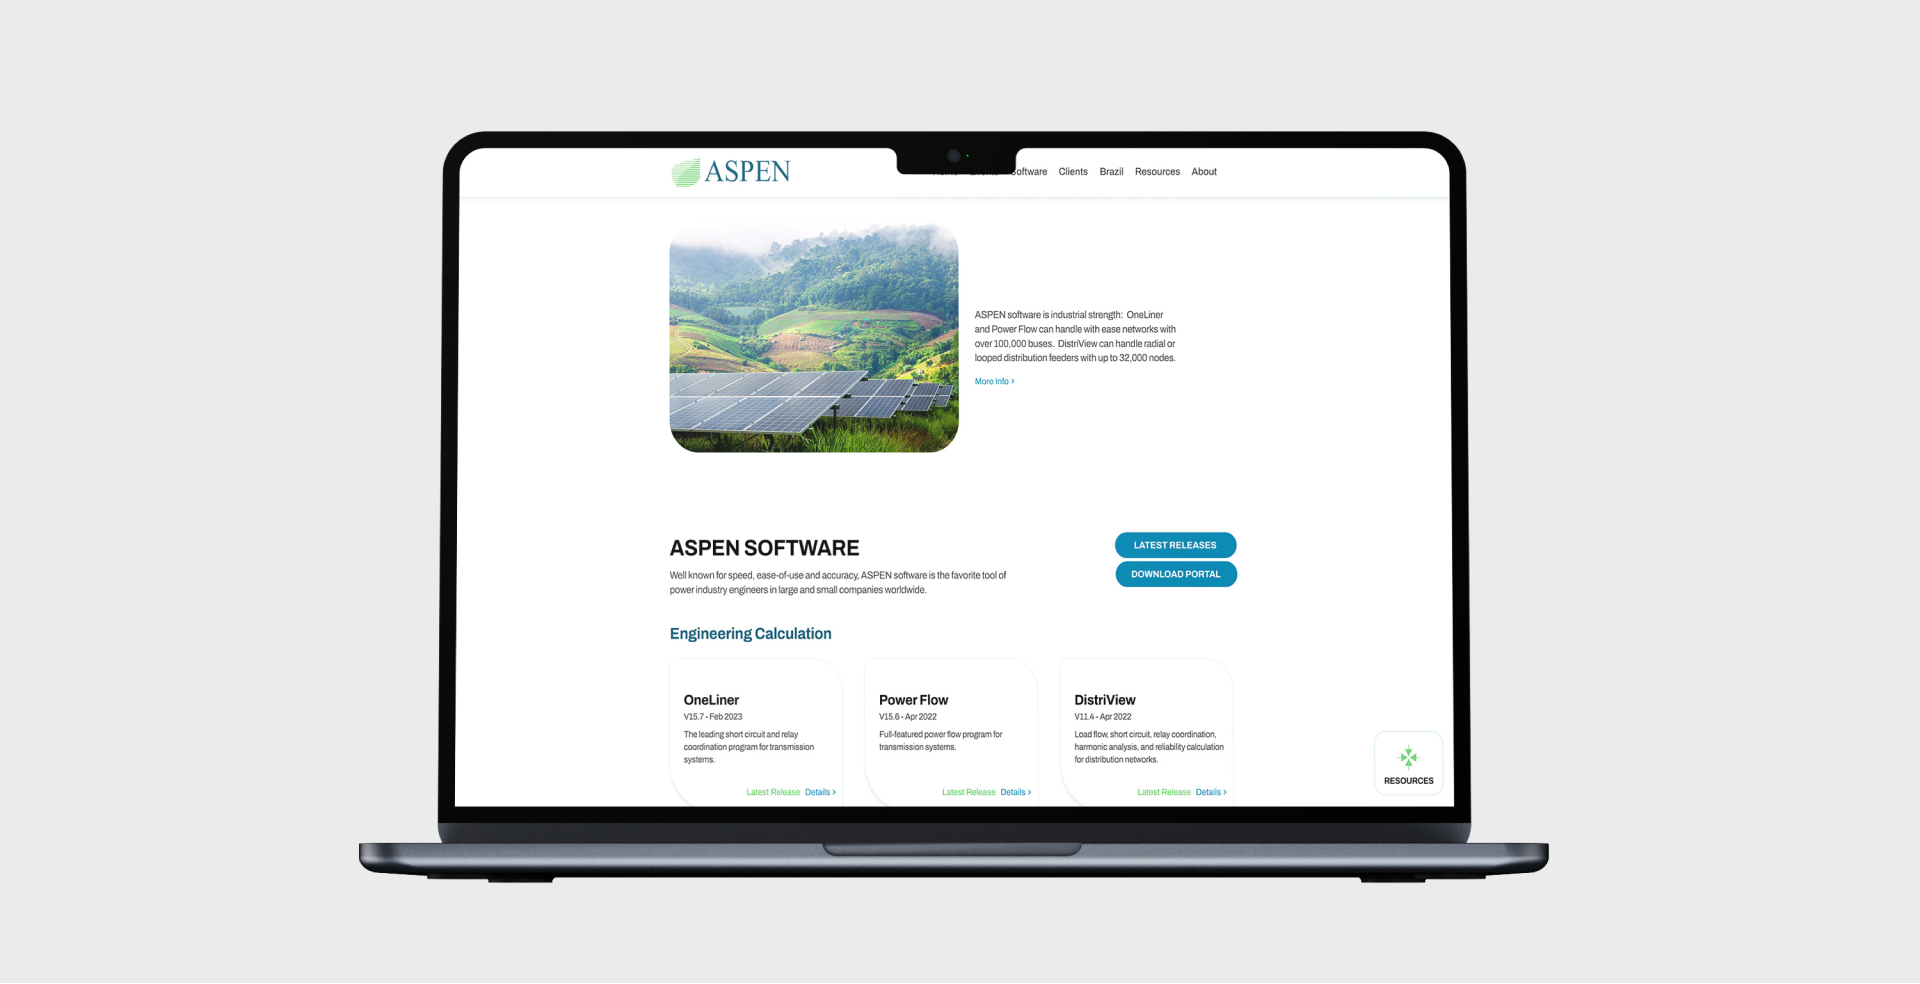 ASPEN
Software Clients Brazil Resources About
ASPEN software is industrial strength: OneLiner
and Power Flow can handle with ease networks with
over 100,000 buses. DistriView can handle radial or
looped distribution feeders with up to 32,000 nodes.
More Info ›
ASPEN SOFTWARE
Well known for speed, ease-of-use and accuracy, ASPEN software is the favorite tool of
power industry engineers in large and small companies worldwide.
LATEST RELEASES
DOWNLOAD PORTAL
Engineering Calculation
OneLiner
V15.7 - Feb 2023
The leading short circuit and relay
coordination program for transmission
systems.
Latest Release Details ›
Power Flow
V15.6 - Apr 2022
Full-featured power flow program for
transmission systems.
Latest Release Details ›
DistriView
V11.4 - Apr 2022
Load flow, short circuit, relay coordination,
harmonic analysis, and reliability calculation
for distribution networks.
Latest Release Details ›
RESOURCES